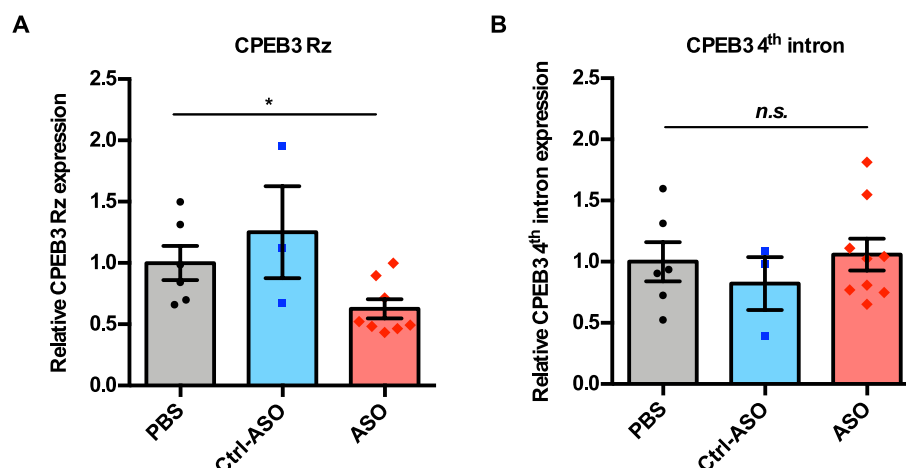 A
CPEB3 Rz
Relative CPEB3 Rz expression
2.5
2.0
1.5
1.0
0.5
0.0
*
PBS
Ctrl-ASO
ASO
B
CPEB3 4th intron
Relative CPEB3 4th intron expression
2.5
2.0
1.5
1.0
0.5
0.0
n.s.
PBS
Ctrl-ASO
ASO